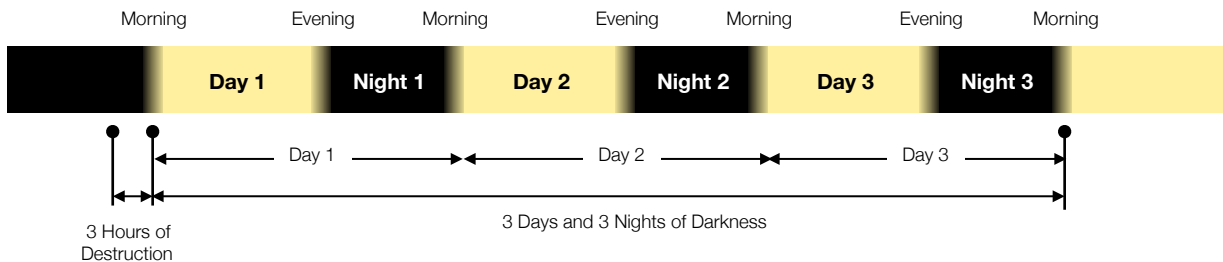 Morning Evening Morning Evening Morning Evening Morning
Day 1 Night 1 Day 2 Night 2 Day 3 Night 3
Day 1 Day 2 Day 3
3 Days and 3 Nights of Darkness
3 Hours of
Destruction